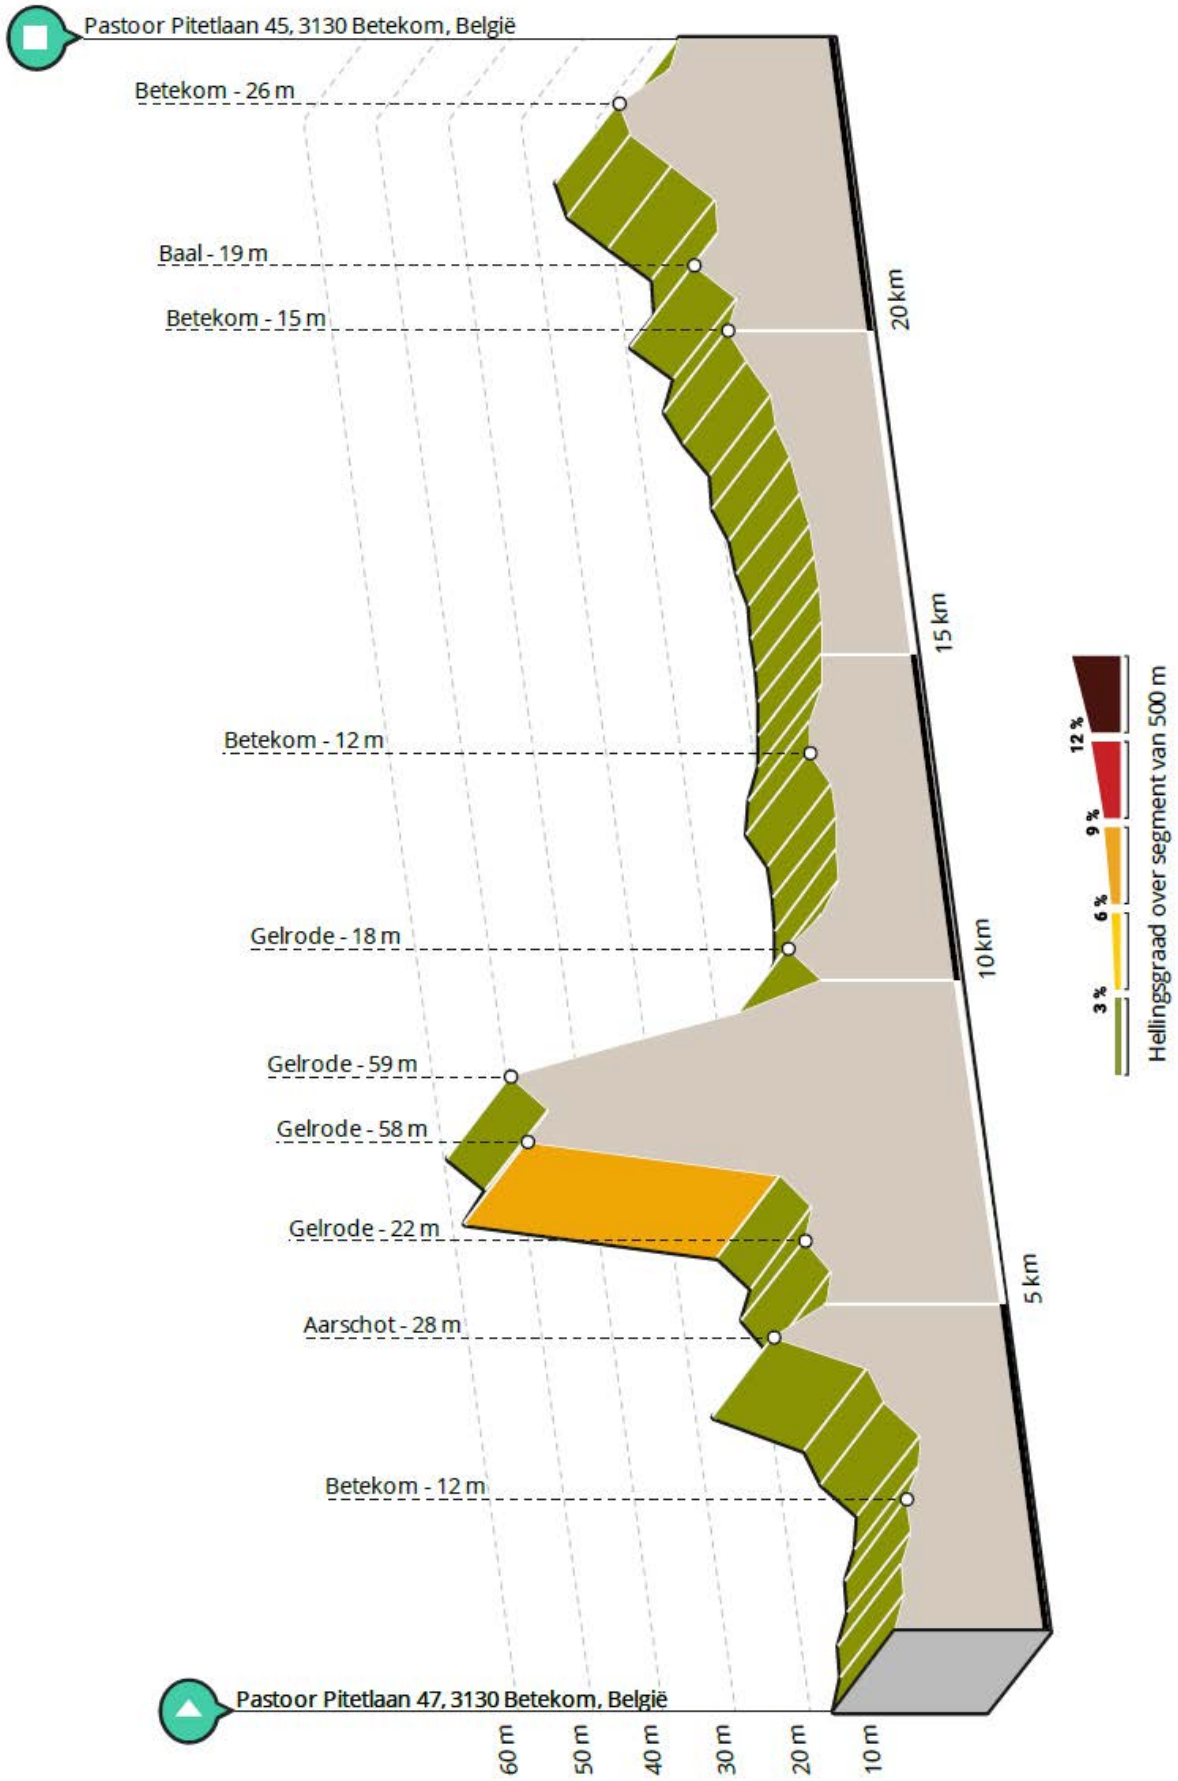 Pastoor Pitetlaan 45, 3130 Betekom, België
Betekom - 26 m
Baal - 19 m
Betekom - 15 m
20 km
15 km
Betekom - 12 m
12 %
9 %
6 %
3 %
Hellingsgraad over segment van 500 m
Gelrode - 18 m
10 km
Gelrode - 59 m
Gelrode - 58 m
Gelrode - 22 m
5 km
Aarschot - 28 m
Betekom - 12 m
Pastoor Pitetlaan 47, 3130 Betekom, België
60 m
50 m
40 m
30 m
20 m
10 m